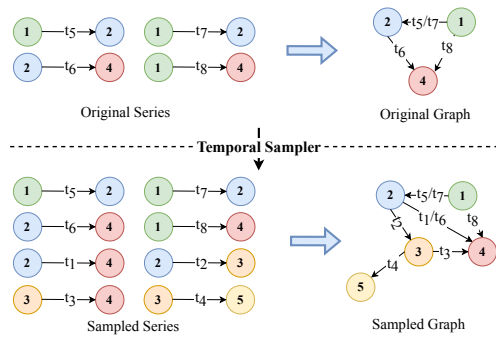 1 t5 2 1 t7 2
2 t6 4 1 t8 4
Original Series
2 t5/t7 1
t6 t8
4
Original Graph
Temporal Sampler
1 t5 2 1 t7 2
2 t6 4 1 t8 4
2 t1 4 2 t2 3
3 t3 4 3 t4 5
Sampled Series
2 t5/t7 1
t2 t1/t6 t8
3 t3 4
t4
5
Sampled Graph